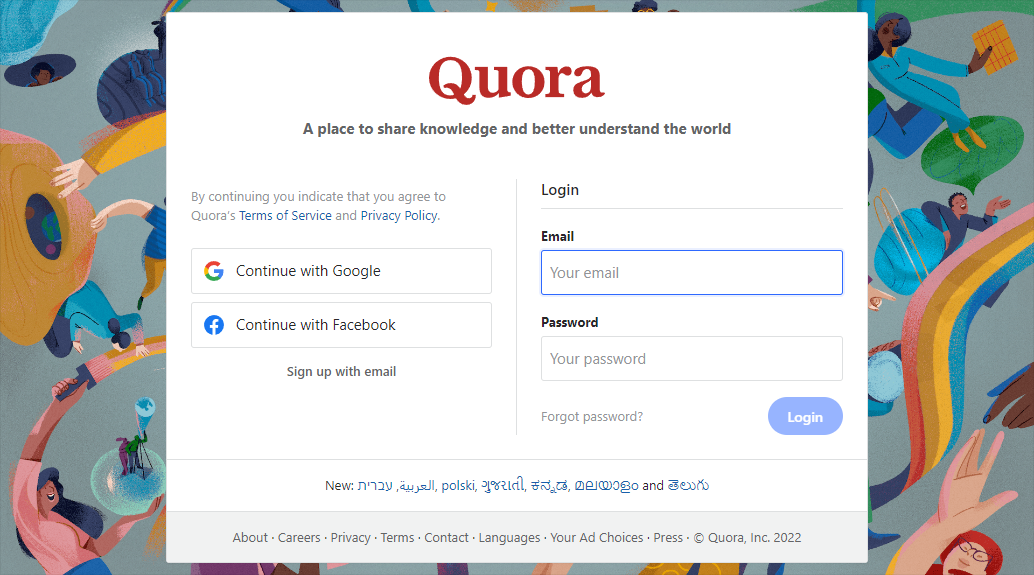 Quora
A place to share knowledge and better understand the world
By continuing you indicate that you agree to
Quora's Terms of Service and Privacy Policy.
Continue with Google
Continue with Facebook
Sign up with email
Login
Email
Your email
Password
Your password
Forgot password?
Login
New: עברית, العربية, polski, ગુજરાતી, ಕನ್ನಡ, മലയാളം and తెలుగు
About · Careers · Privacy · Terms · Contact · Languages · Your Ad Choices · Press · © Quora, Inc. 2022